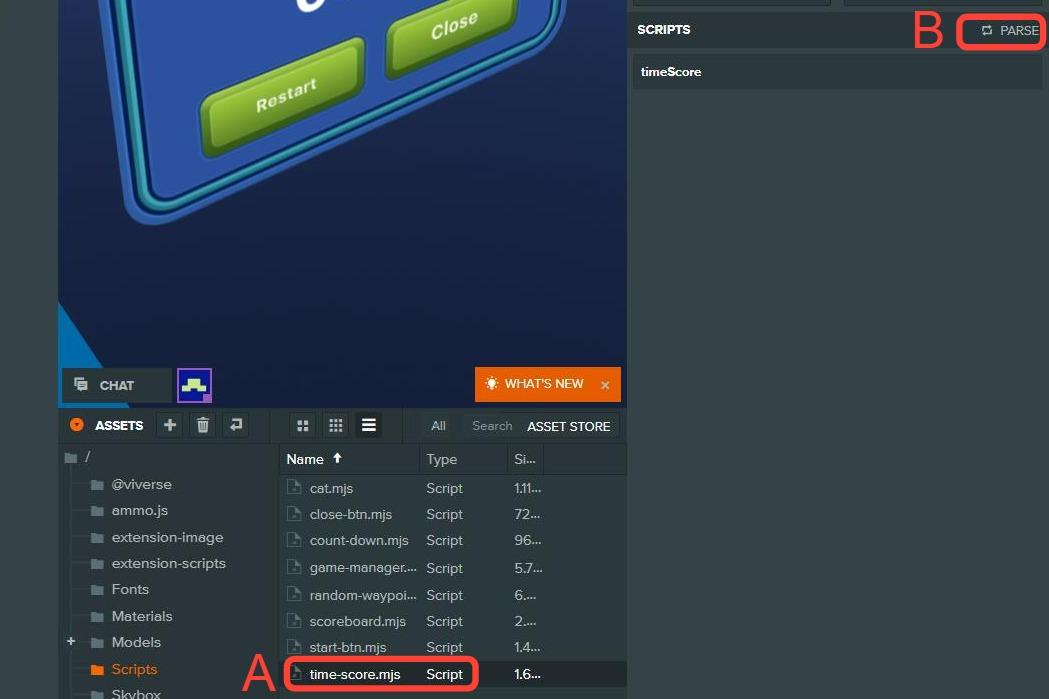 Close
Restart
SCRIPTS
B
PARSE
timeScore
CHAT
WHAT'S NEW ×
ASSETS
All
Search
ASSET STORE
/
@viverse
ammo.js
extension-image
extension-scripts
Fonts
Materials
Models
Scripts
Skybox
Name Type Si...
cat.mjs Script 1.11...
close-btn.mjs Script 72...
count-down.mjs Script 96...
game-manager.... Script 5.7...
random-waypoi... Script 6....
scoreboard.mjs Script 2....
start-btn.mjs Script 1.4...
A
time-score.mjs Script 1.6...